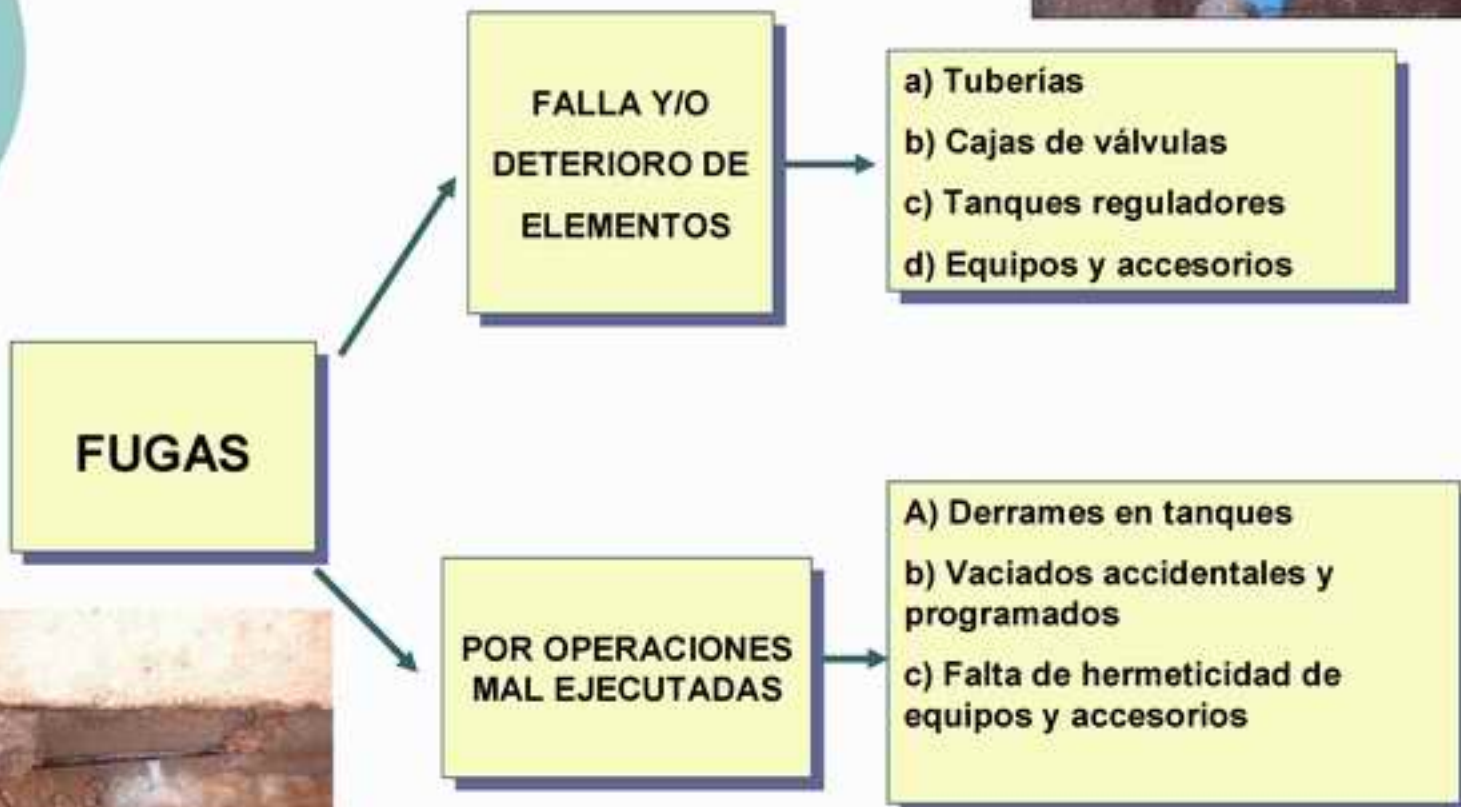 FALLA Y/O
DETERIORO DE
ELEMENTOS
a) Tuberías
b) Cajas de válvulas
c) Tanques reguladores
d) Equipos y accesorios
FUGAS
POR OPERACIONES
MAL EJECUTADAS
A) Derrames en tanques
b) Vaciados accidentales y
programados
c) Falta de hermeticidad de
equipos y accesorios